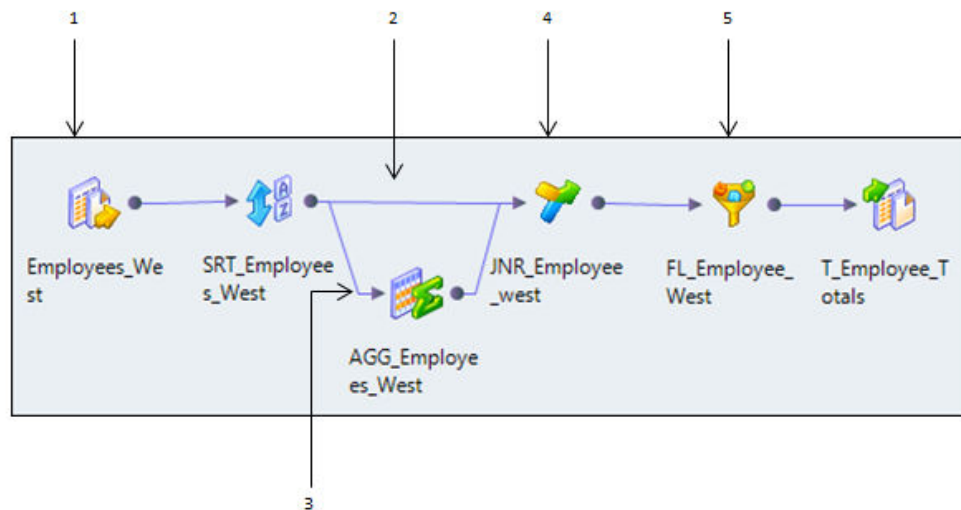 1
2
4
5
A
Z
Employees_We
st
SRT_Employee
s_West
JNR_Employee
_west
FL_Employee_
West
T_Employee_T
otals
AGG_Employe
es_West
3